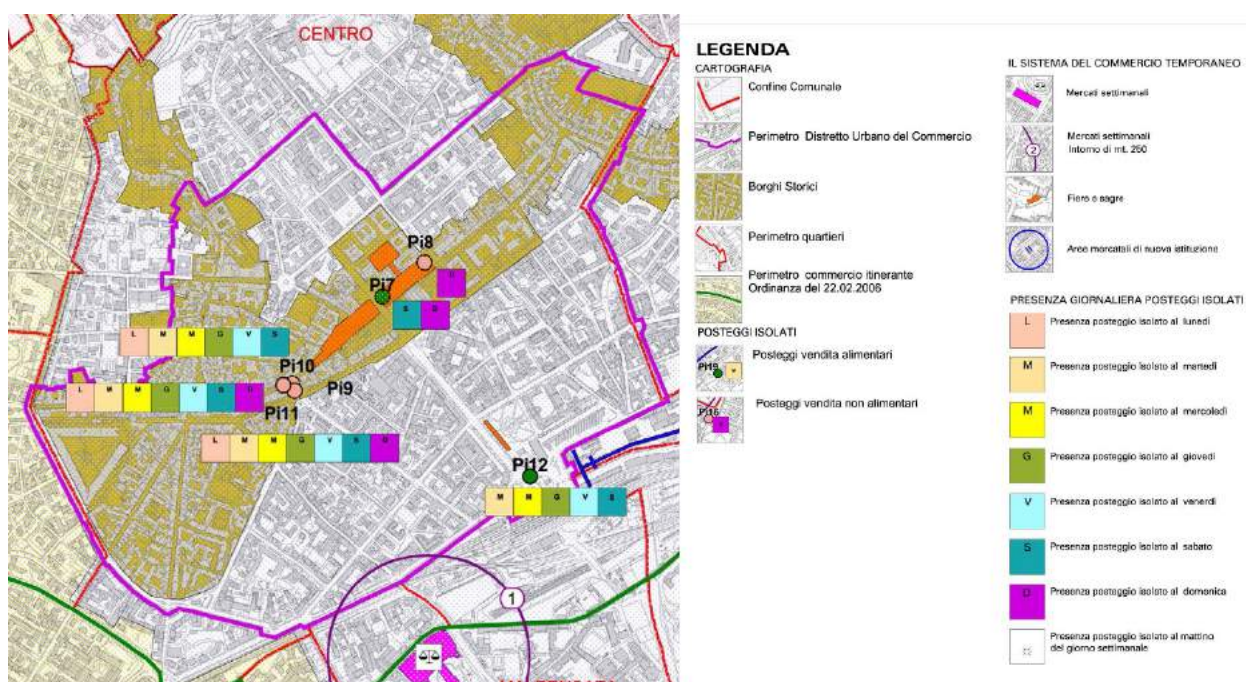 CENTRO
Pi8
Pi7
S D
L M M G V S
Pi10
Pi9
L M M G V S D
Pi11
L M M G V S D
Pi12
M M G V S
1
LEGENDA
CARTOGRAFIA
Confine Comunale
Perimetro Distretto Urbano del Commercio
Borghi Storici
Perimetro quartieri
Perimetro commercio itinerante
Ordinanza del 22.02.2006
POSTEGGI ISOLATI
Pi19
M
Posteggi vendita alimentari
Pi16
Posteggi vendita non alimentari
IL SISTEMA DEL COMMERCIO TEMPORANEO
Mercati settimanali
2
Mercati settimanali
Intorno di mt. 250
Fiere e sagre
Aree mercatali di nuova istituzione
PRESENZA GIORNALIERA POSTEGGI ISOLATI
L
Presenza posteggio isolato al lunedì
M
Presenza posteggio isolato al martedì
M
Presenza posteggio isolato al mercoledì
G
Presenza posteggio isolato al giovedì
V
Presenza posteggio isolato al venerdì
S
Presenza posteggio isolato al sabato
D
Presenza posteggio isolato al domenica
Presenza posteggio isolato al mattino
del giorno settimanale